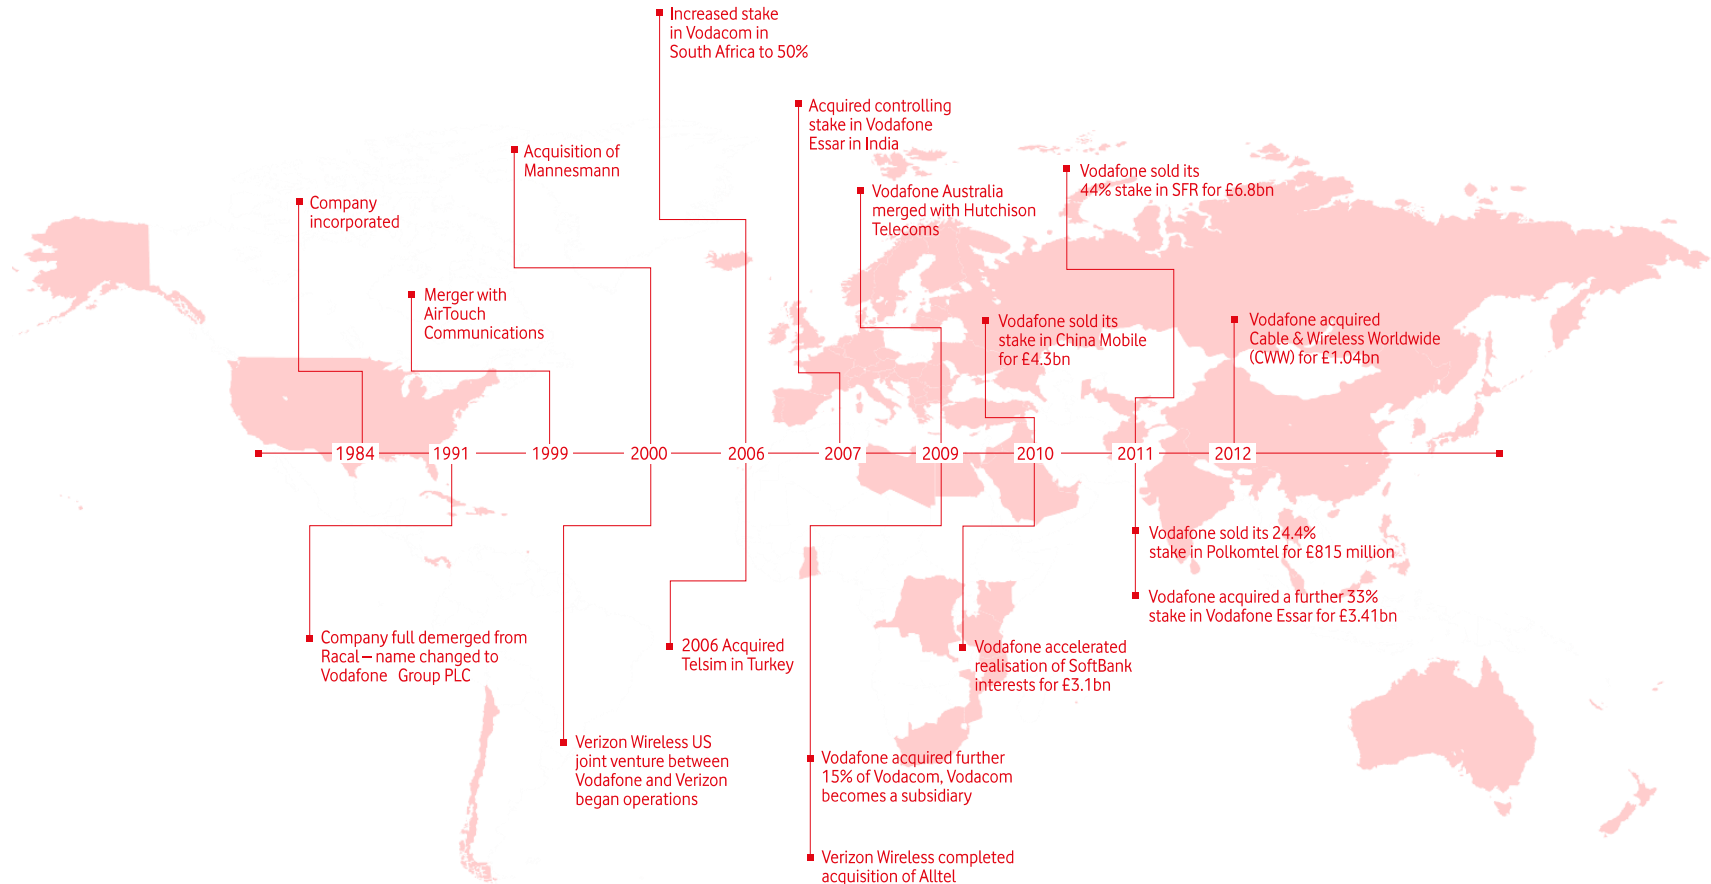 Increased stake
in Vodacom in
South Africa to 50%
Acquired controlling
stake in Vodafone
Essar in India
Acquisition of
Mannesmann
Vodafone sold its
44% stake in SFR for £6.8bn
Company
incorporated
Vodafone Australia
merged with Hutchison
Telecoms
Merger with
AirTouch
Communications
Vodafone sold its
stake in China Mobile
for £4.3bn
Vodafone acquired
Cable & Wireless Worldwide
(CWW) for £1.04bn
1984 1991 1999 2000 2006 2007 2009 2010 2011 2012
Vodafone sold its 24.4%
stake in Polkomtel for £815 million
Vodafone acquired a further 33%
stake in Vodafone Essar for £3.41bn
Company full demerged from
Racal – name changed to
Vodafone Group PLC
2006 Acquired
Telsim in Turkey
Vodafone accelerated
realisation of SoftBank
interests for £3.1bn
Verizon Wireless US
joint venture between
Vodafone and Verizon
began operations
Vodafone acquired further
15% of Vodacom, Vodacom
becomes a subsidiary
Verizon Wireless completed
acquisition of Alltel